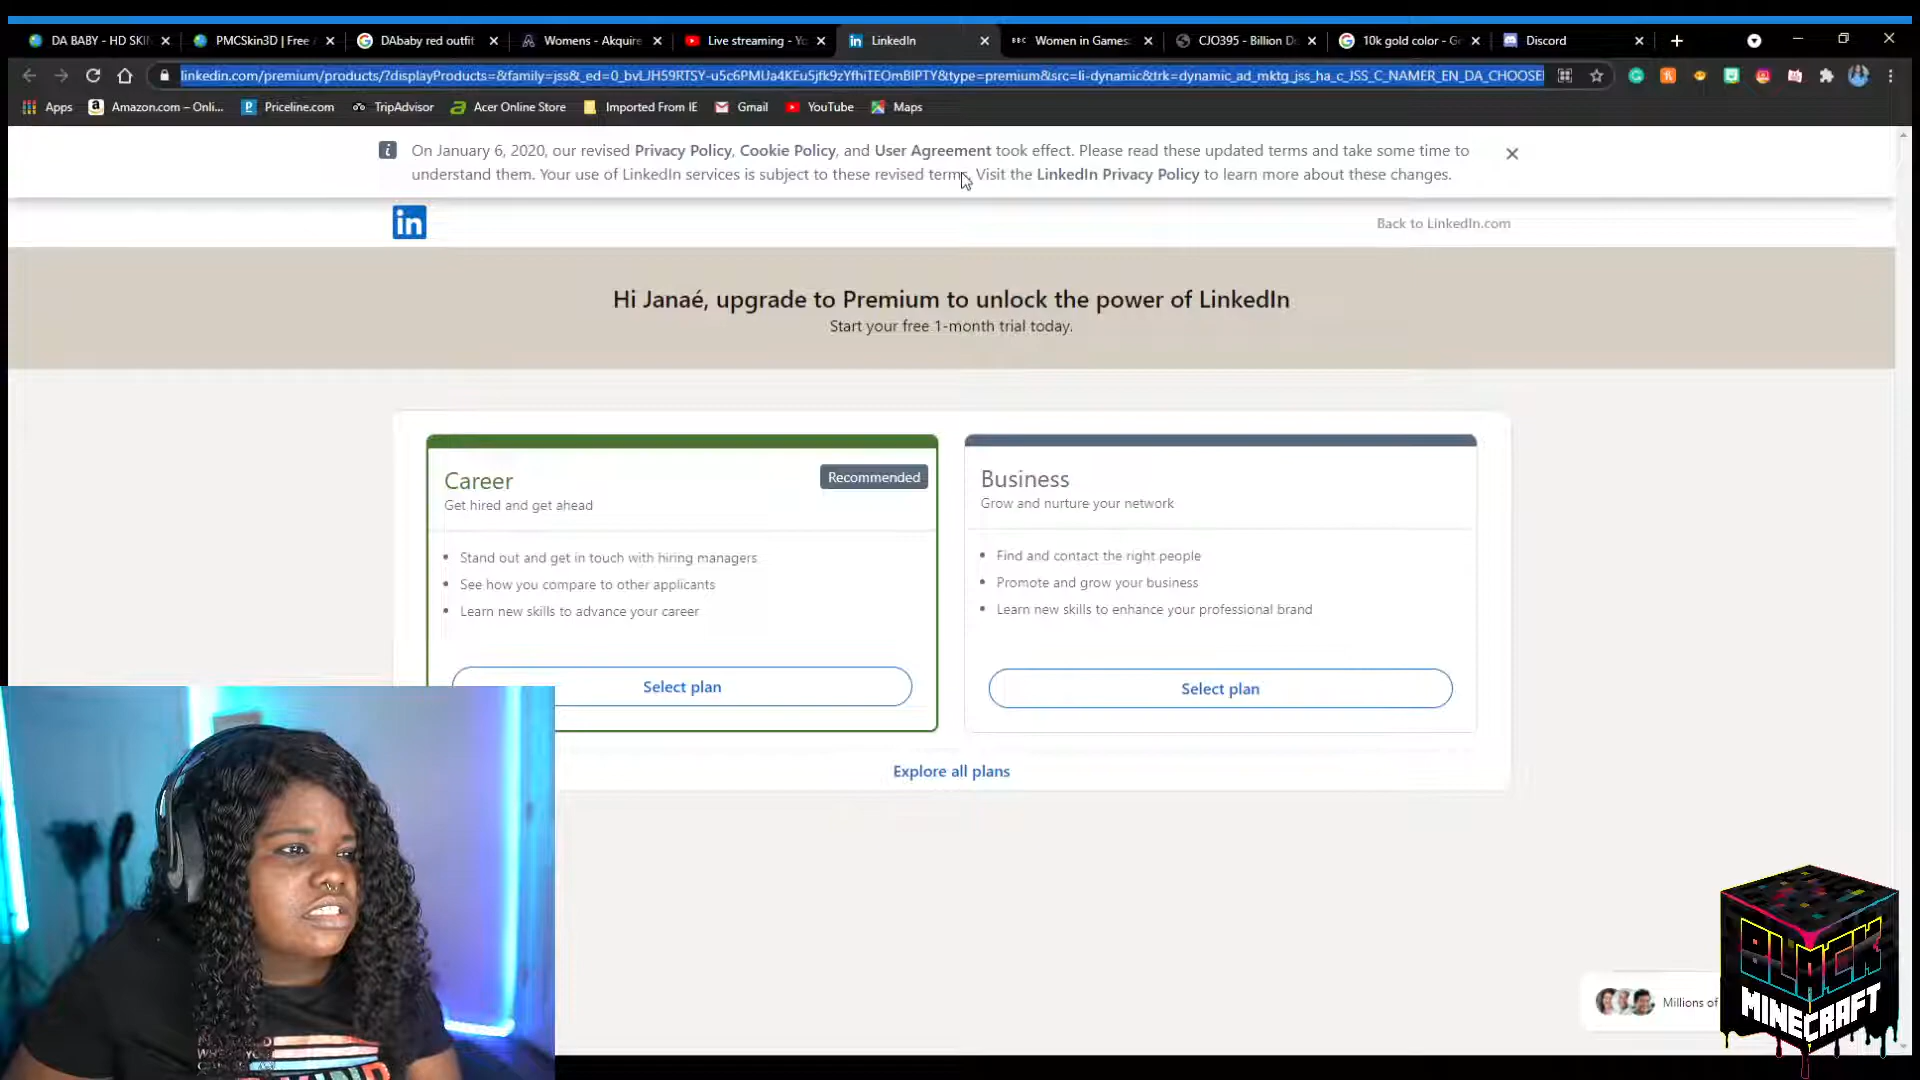 DA BABY - HD SKI
PMCSkin3D | Free
DAbaby red outfit
Womens - Akquire
Live streaming - Yo
LinkedIn
BBC Women in Games:
CJO395 - Billion D
10k gold color - Go
Discord
linkedin.com/premium/products/?displayProducts=&family=jss&_ed=0_bvLJH59RTSY-u5c6PMUa4KEu5jfk9zYfhiTEOmBIPTY&type=premium&src=li-dynamic&trk=dynamic_ad_mktg_jss_ha_c_JSS_C_NAMER_EN_DA_CHOOSE
Apps
Amazon.com – Onli...
Priceline.com
TripAdvisor
Acer Online Store
Imported From IE
Gmail
YouTube
Maps
On January 6, 2020, our revised Privacy Policy, Cookie Policy, and User Agreement took effect. Please read these updated terms and take some time to
understand them. Your use of LinkedIn services is subject to these revised terms. Visit the LinkedIn Privacy Policy to learn more about these changes.
in
Back to LinkedIn.com
Hi Janaé, upgrade to Premium to unlock the power of LinkedIn
Start your free 1-month trial today.
Career
Recommended
Get hired and get ahead
• Stand out and get in touch with hiring managers
• See how you compare to other applicants
• Learn new skills to advance your career
Select plan
Business
Grow and nurture your network
• Find and contact the right people
• Promote and grow your business
• Learn new skills to enhance your professional brand
Select plan
Explore all plans
Millions of
BLACK
MINECRAFT